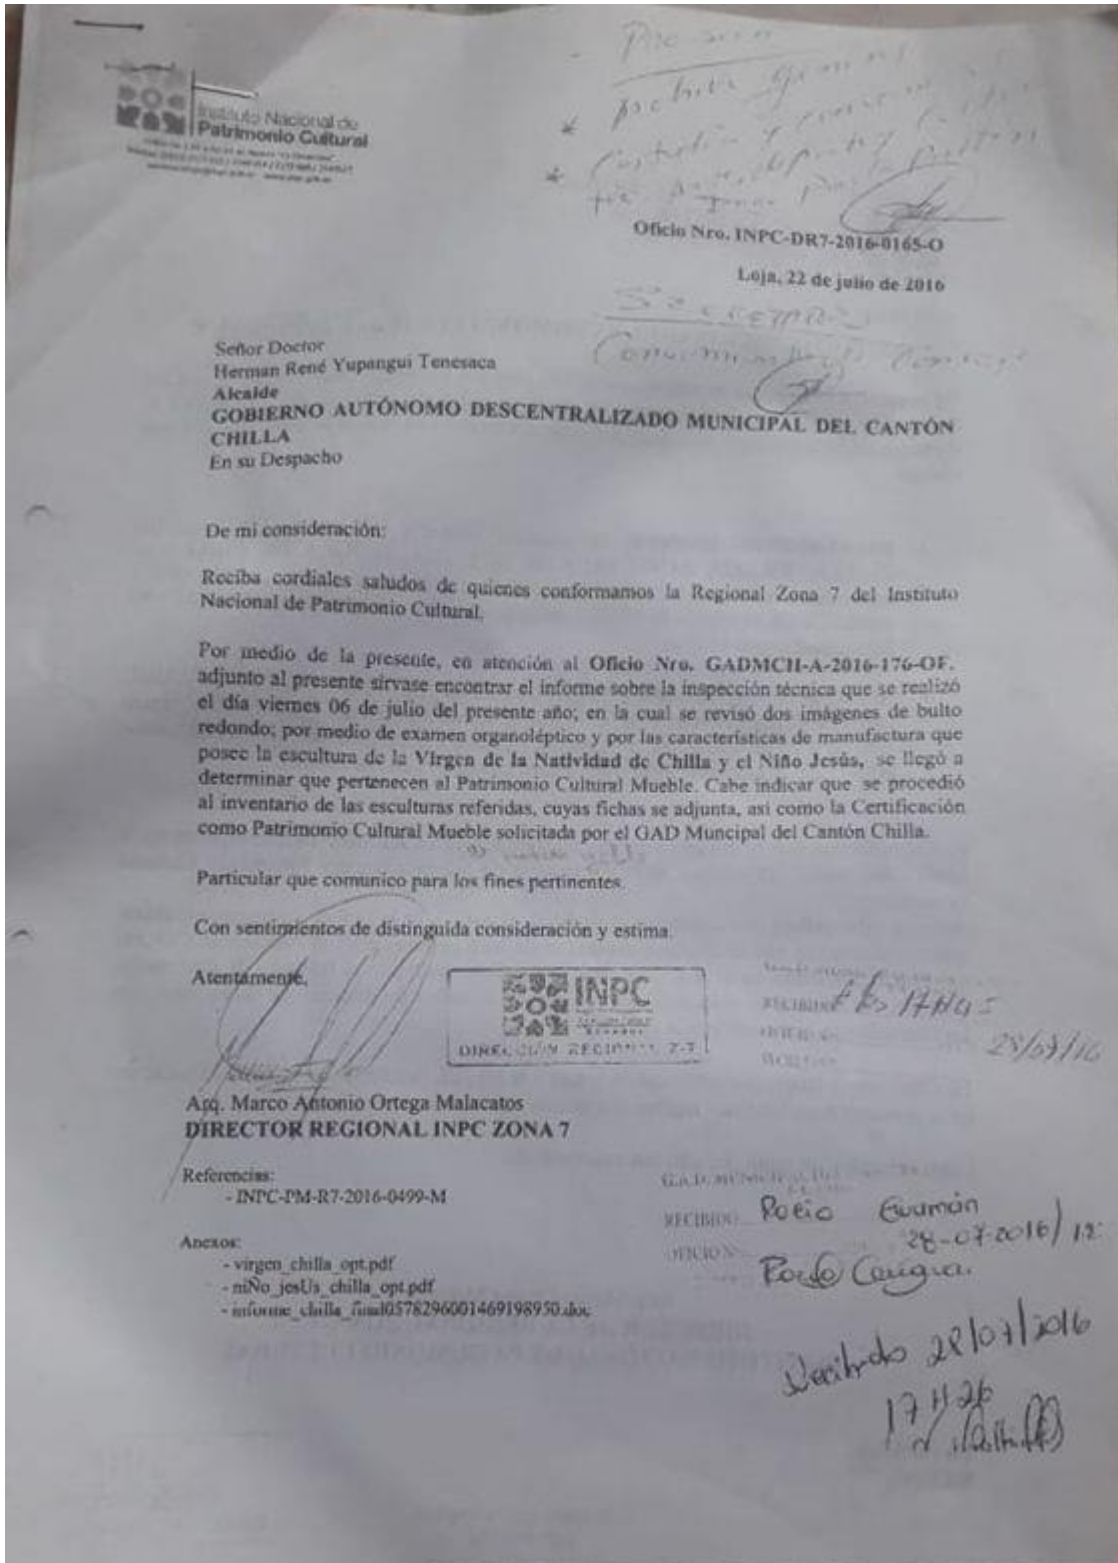 Instituto Nacional de
Patrimonio Cultural
Oficio Nro. INPC-DR7-2016-0165-O
Loja, 22 de julio de 2016
Señor Doctor
Herman René Yupangui Tenesaca
Alcalde
GOBIERNO AUTÓNOMO DESCENTRALIZADO MUNICIPAL DEL CANTÓN
CHILLA
En su Despacho
De mi consideración:
Reciba cordiales saludos de quienes conformamos la Regional Zona 7 del Instituto
Nacional de Patrimonio Cultural.
Por medio de la presente, en atención al Oficio Nro. GADMCH-A-2016-176-OF.
adjunto al presente sírvase encontrar el informe sobre la inspección técnica que se realizó
el día viernes 06 de julio del presente año; en la cual se revisó dos imágenes de bulto
redondo; por medio de examen organoléptico y por las características de manufactura que
posee la escultura de la Virgen de la Natividad de Chilla y el Niño Jesús, se llegó a
determinar que pertenecen al Patrimonio Cultural Mueble. Cabe indicar que se procedió
al inventario de las esculturas referidas, cuyas fichas se adjunta, así como la Certificación
como Patrimonio Cultural Mueble solicitada por el GAD Muncipal del Cantón Chilla.
Particular que comunico para los fines pertinentes.
Con sentimientos de distinguida consideración y estima.
Atentamente,
INPC
DIRECCIÓN REGIONAL Z-7
RECIBIDO
17H45
28/07/16
Arq. Marco Antonio Ortega Malacatos
DIRECTOR REGIONAL INPC ZONA 7
Referencias:
- INPC-PM-R7-2016-0499-M
G.A.D. MUNICIPAL
RECIBIDO Rocio Guamán
28-07-2016/
OFICIO N
Anexos:
- virgen_chilla_opt.pdf
- niÑo_jesUs_chilla_opt.pdf
- informe_chilla_final0578296001469198950.doc
Recibido 28/07/2016
17H26